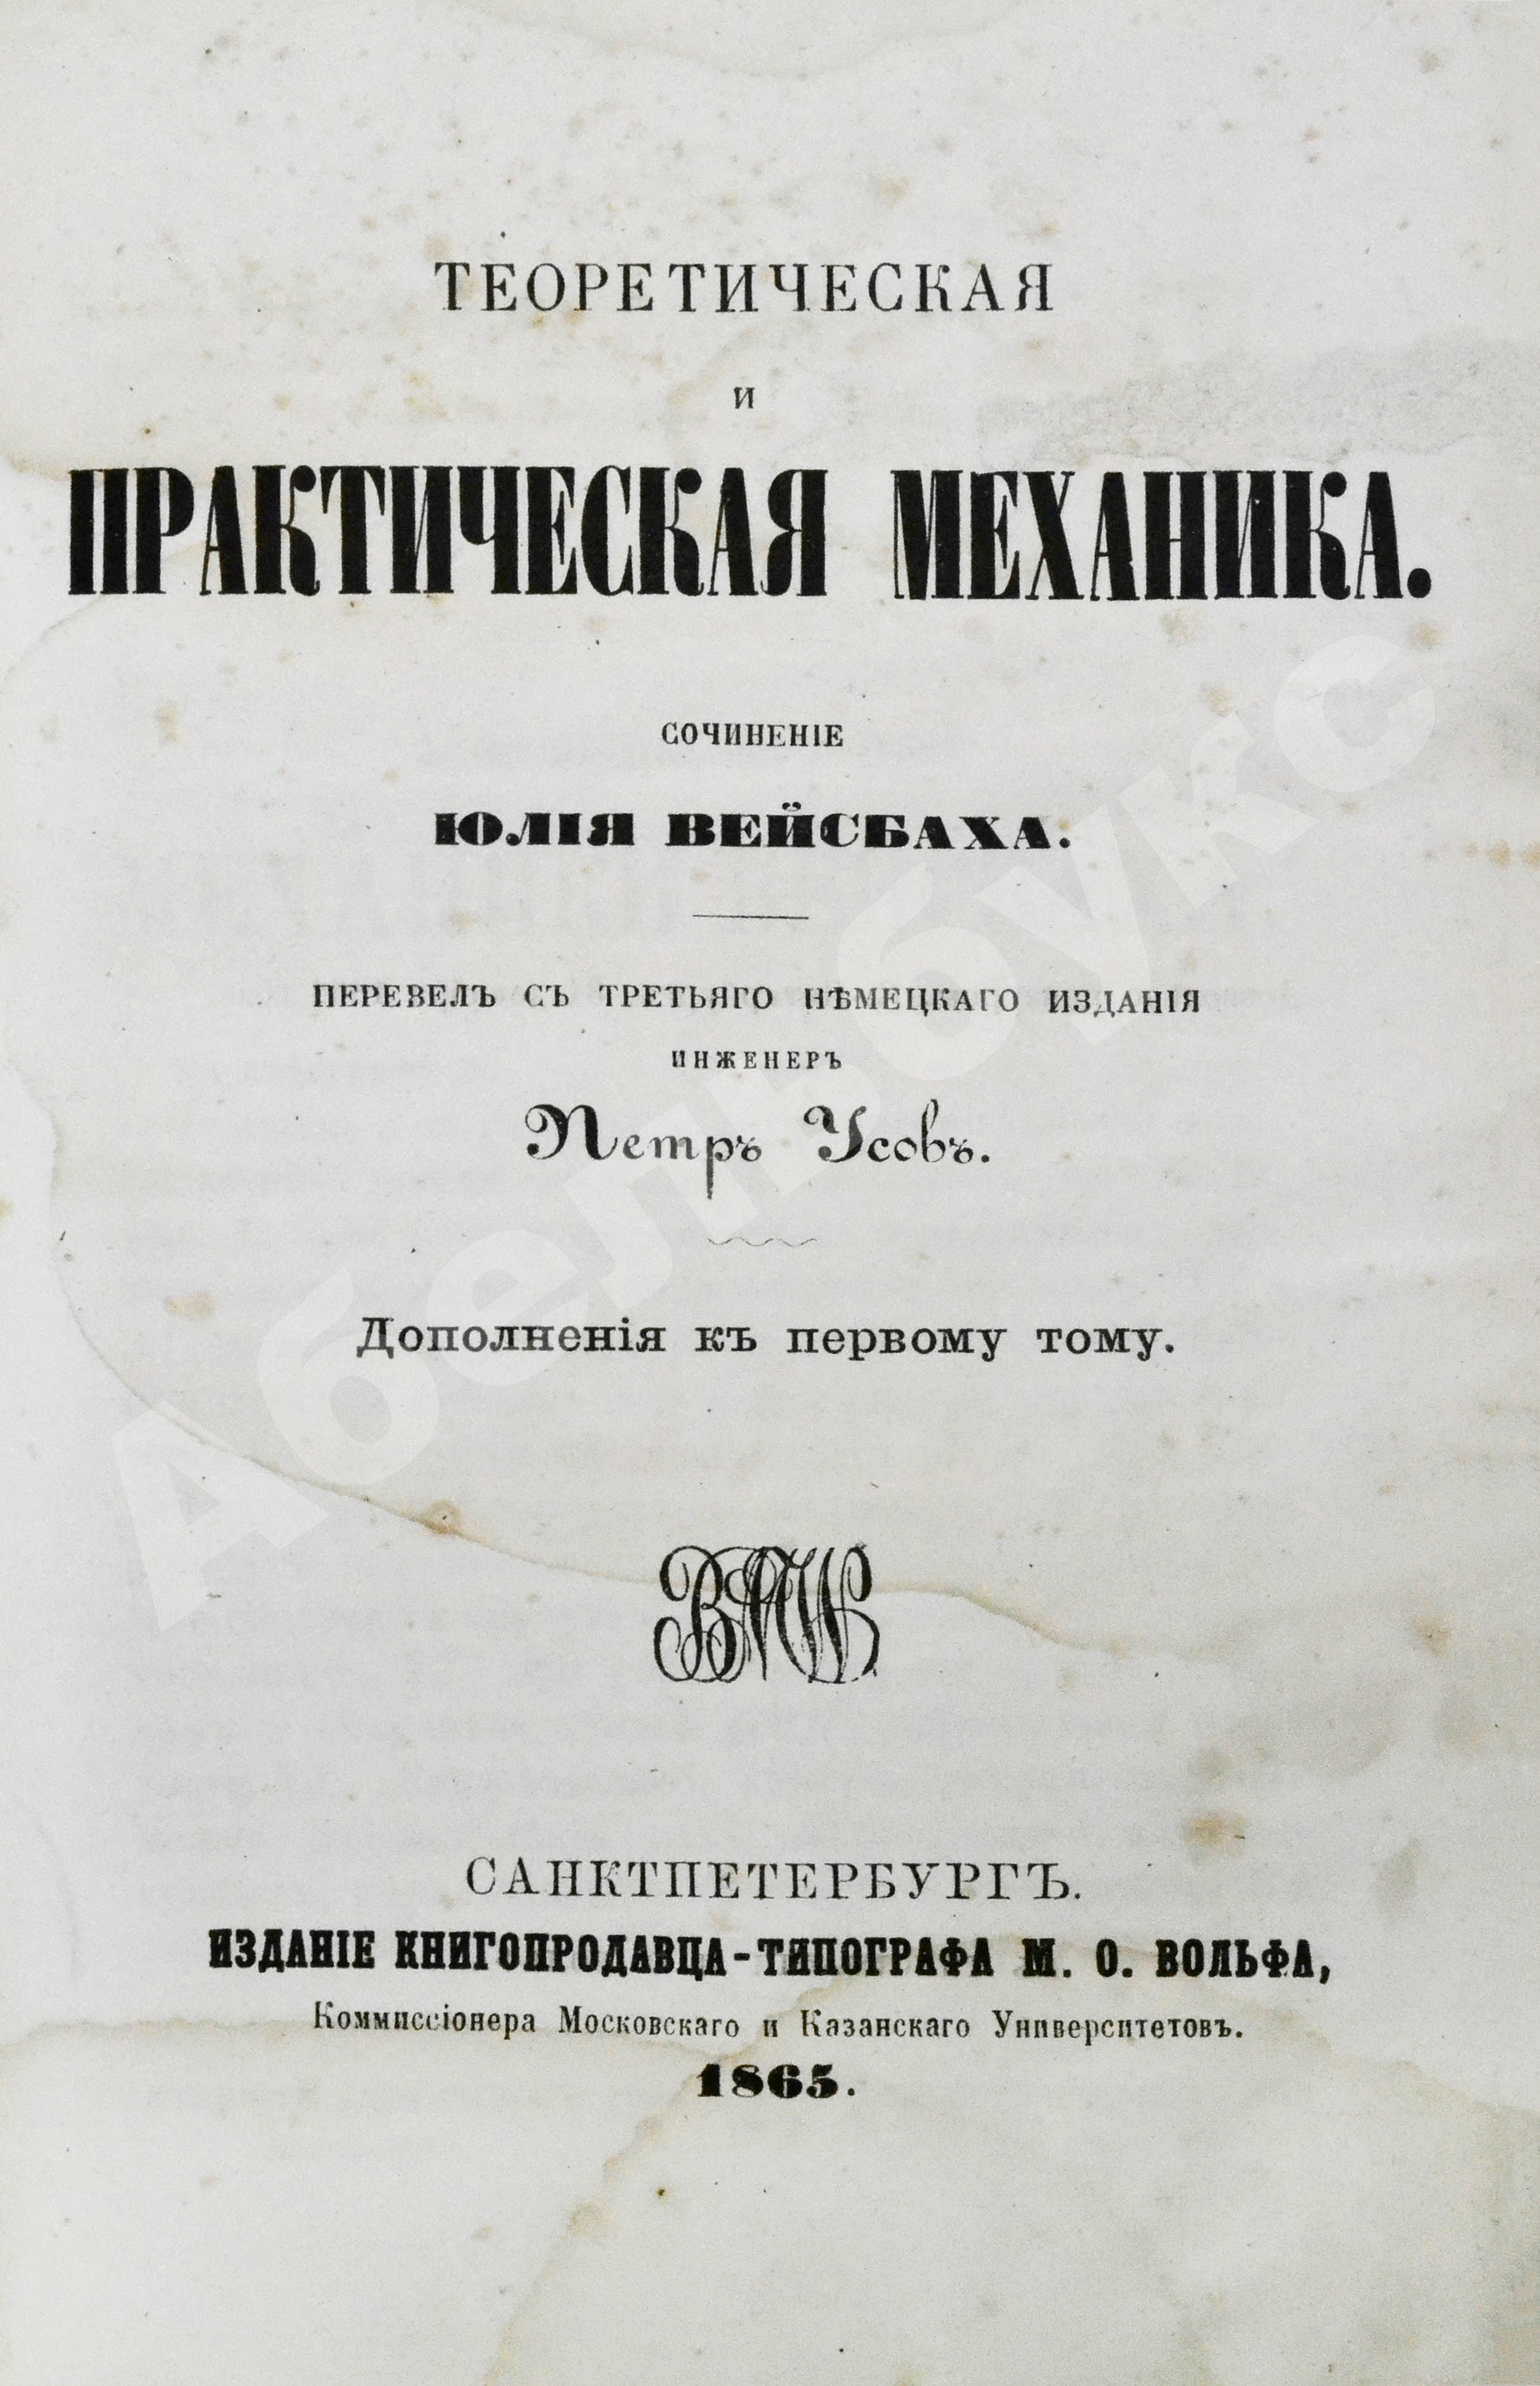 ТЕОРЕТИЧЕСКАЯ
И
ПРАКТИЧЕСКАЯ МЕХАНИКА.
СОЧИНЕНІЕ
ЮЛІЯ ВЕЙСБАХА.
ПЕРЕВЕЛЪ СЪ ТРЕТЬЯГО НѢМЕЦКАГО ИЗДАНІЯ
ИНЖЕНЕРЪ
Петръ Усовъ.
Дополненія къ первому тому.
САНКТПЕТЕРБУРГЪ.
ИЗДАНІЕ КНИГОПРОДАВЦА-ТИПОГРАФА М. О. ВОЛЬФА,
Коммиссіонера Московскаго и Казанскаго Университетовъ.
1865.
Абельбукс